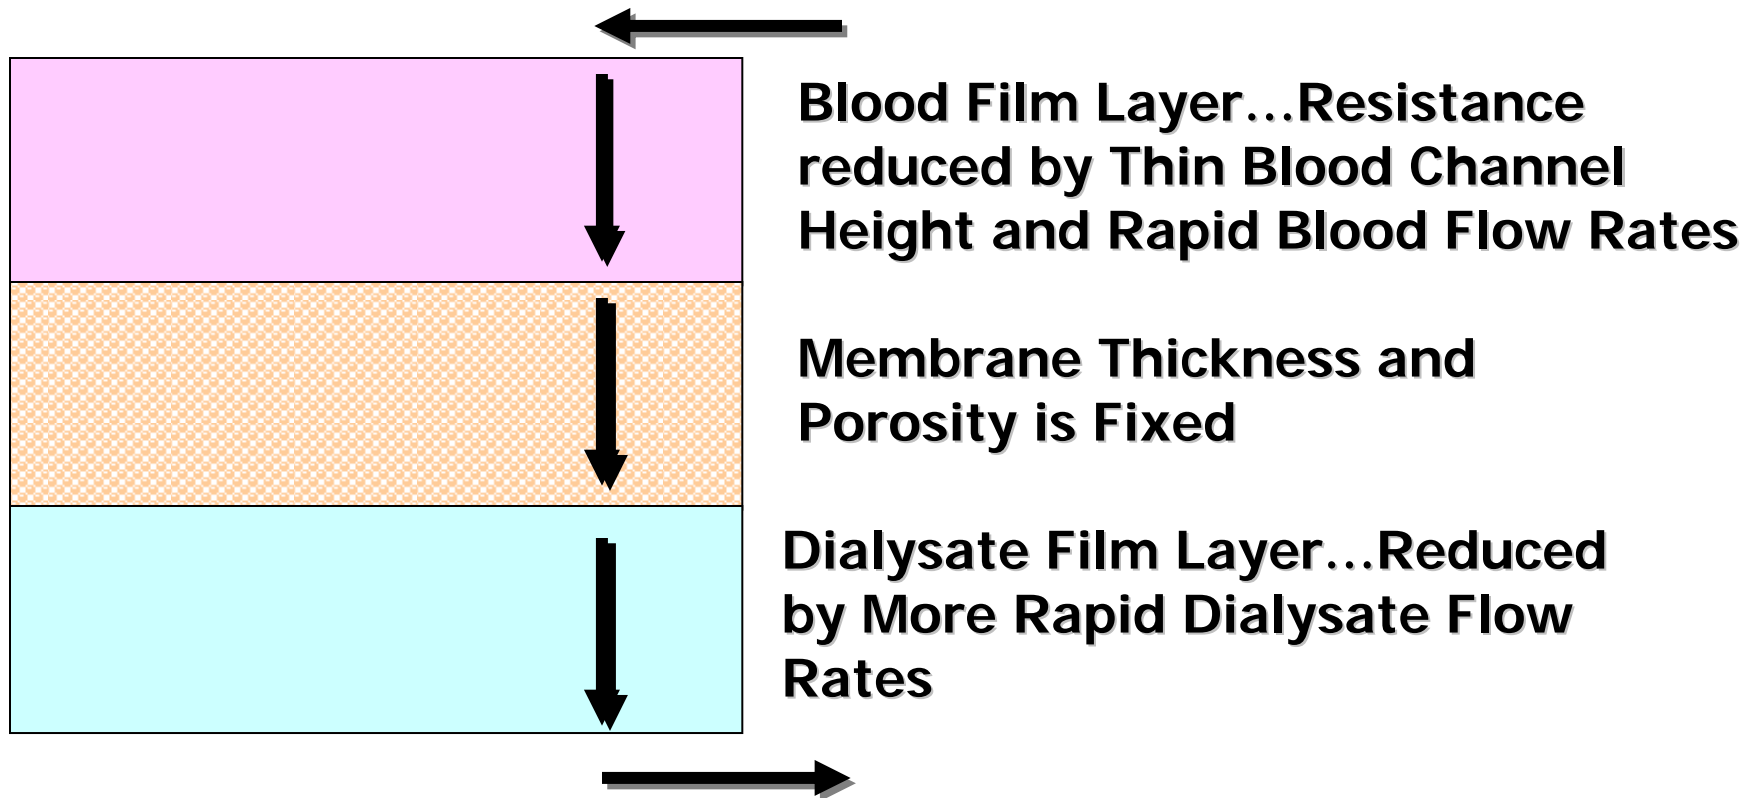 Blood Film Layer...Resistance
reduced by Thin Blood Channel
Height and Rapid Blood Flow Rates
Membrane Thickness and
Porosity is Fixed
Dialysate Film Layer...Reduced
by More Rapid Dialysate Flow
Rates